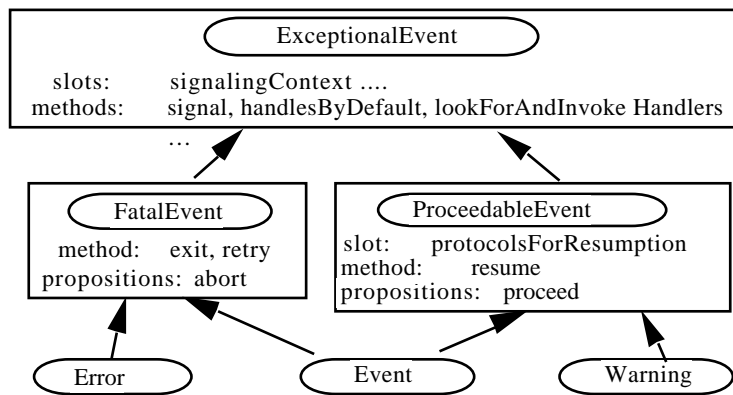 ExceptionalEvent
slots: signalingContext ....
methods: signal, handlesByDefault, lookForAndInvoke Handlers
...
FatalEvent
method: exit, retry
propositions: abort
ProceedableEvent
slot: protocolsForResumption
method: resume
propositions: proceed
Error
Event
Warning